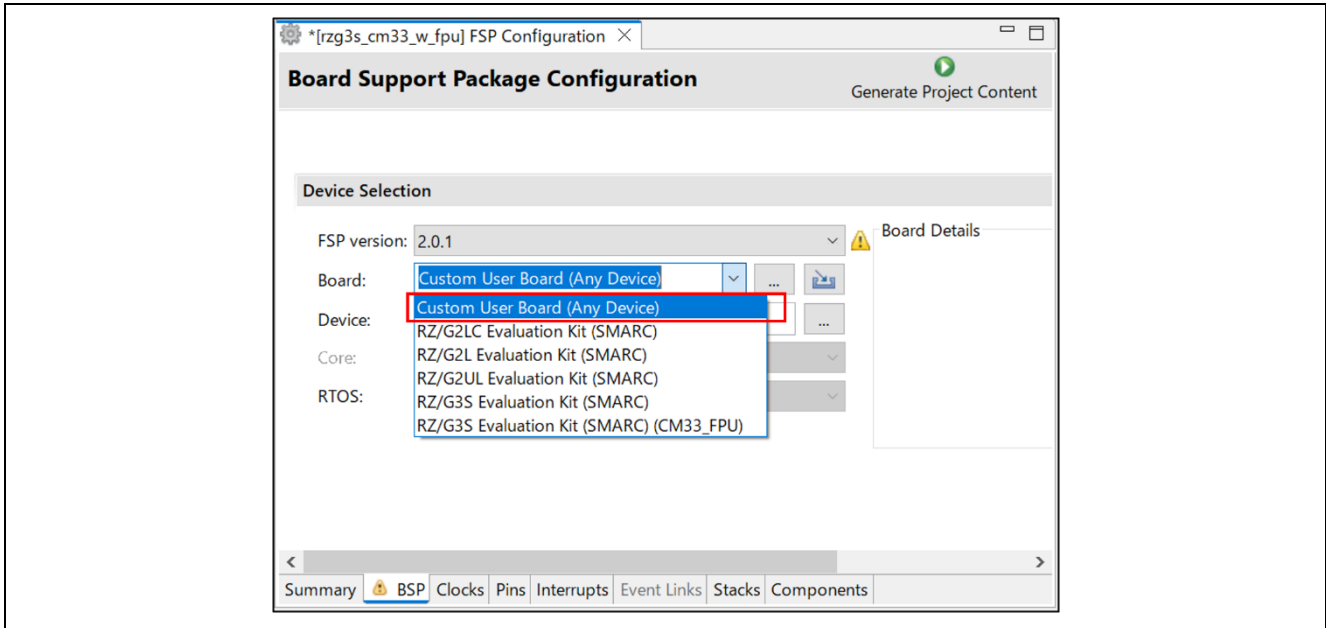 *[rzg3s_cm33_w_fpu] FSP Configuration
Board Support Package Configuration
Generate Project Content
Device Selection
FSP version: 2.0.1
Board Details
Board: Custom User Board (Any Device) ...
Custom User Board (Any Device)
Device: ...
RZ/G2LC Evaluation Kit (SMARC)
RZ/G2L Evaluation Kit (SMARC)
Core:
RZ/G2UL Evaluation Kit (SMARC)
RTOS:
RZ/G3S Evaluation Kit (SMARC)
RZ/G3S Evaluation Kit (SMARC) (CM33_FPU)
Summary BSP Clocks Pins Interrupts Event Links Stacks Components